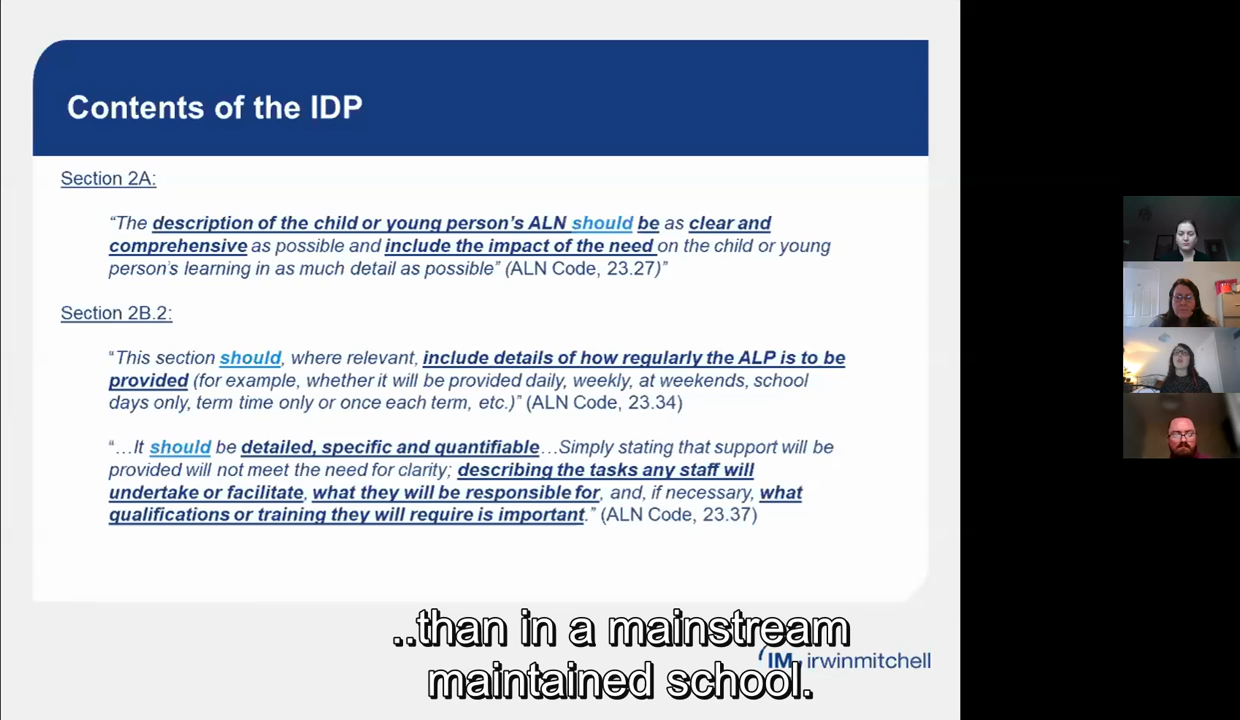 Contents of the IDP
Section 2A:
“The description of the child or young person’s ALN should be as clear and
comprehensive as possible and include the impact of the need on the child or young
person’s learning in as much detail as possible” (ALN Code, 23.27)”
Section 2B.2:
“This section should, where relevant, include details of how regularly the ALP is to be
provided (for example, whether it will be provided daily, weekly, at weekends, school
days only, term time only or once each term, etc.)” (ALN Code, 23.34)
“…It should be detailed, specific and quantifiable…Simply stating that support will be
provided will not meet the need for clarity; describing the tasks any staff will
undertake or facilitate, what they will be responsible for, and, if necessary, what
qualifications or training they will require is important.” (ALN Code, 23.37)
..than in a mainstream
maintained school.
IM irwinmitchell